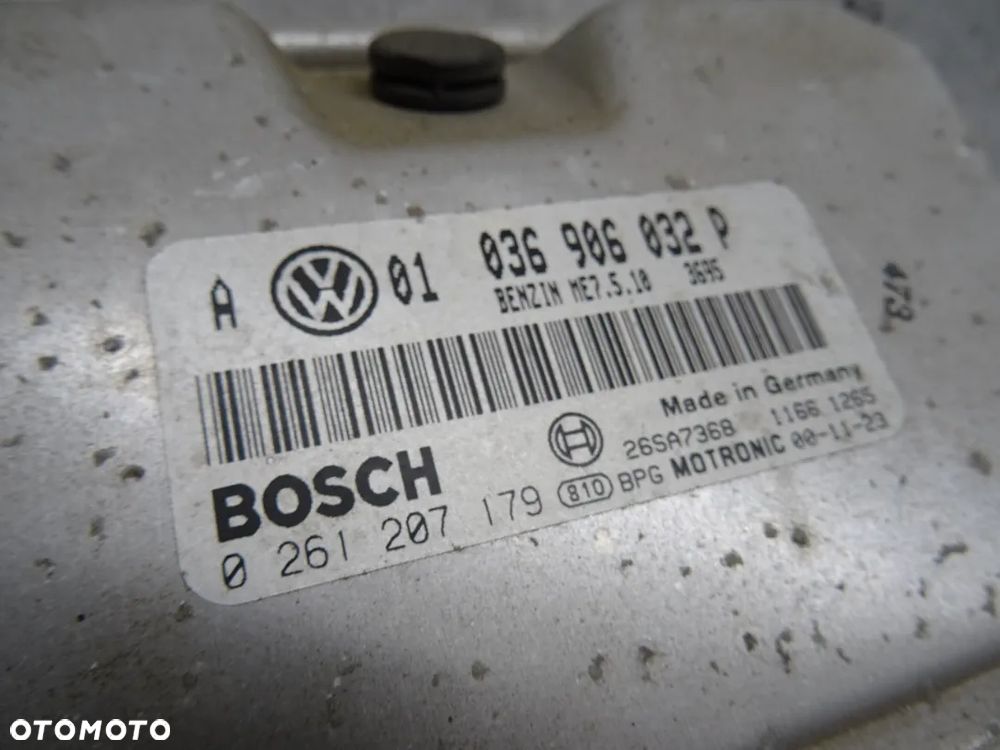 A VW 01 036 906 032 P
BENZIN ME7.5.10 3695
Made in Germany
26SA7368 1166 1265
BOSCH 810 BPG MOTRONIC 00-11-23
0 261 207 179
473
OTOMOTO